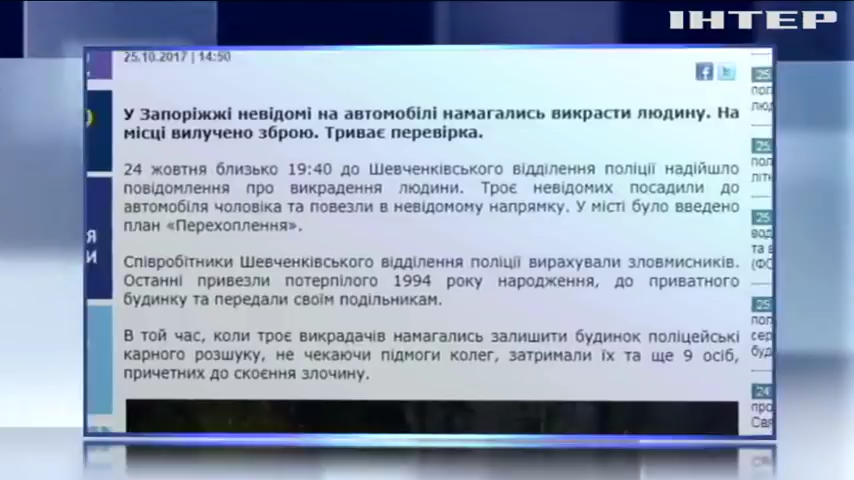 ІНТЕР
25.10.2017 | 14:50
У Запоріжжі невідомі на автомобілі намагались викрасти людину. На
місці вилучено зброю. Триває перевірка.
24 жовтня близько 19:40 до Шевченківського відділення поліції надійшло
повідомлення про викрадення людини. Троє невідомих посадили до
автомобіля чоловіка та повезли в невідомому напрямку. У місті було введено
план «Перехоплення».
Співробітники Шевченківського відділення поліції вирахували зловмисників.
Останні привезли потерпілого 1994 року народження, до приватного
будинку та передали своїм подільникам.
В той час, коли троє викрадачів намагались залишити будинок поліцейські
карного розшуку, не чекаючи підмоги колег, затримали їх та ще 9 осіб,
причетних до скоєння злочину.